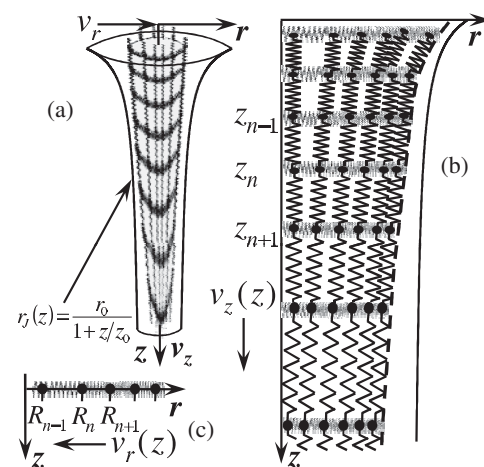 v_r
r
(a)
r_J(z)=r_0/(1+z/z_0)
z
v_z
r
z_{n-1}
(b)
z_n
z_{n+1}
v_z(z)
z
r
R_{n-1} R_n R_{n+1}
(c)
v_r(z)
z